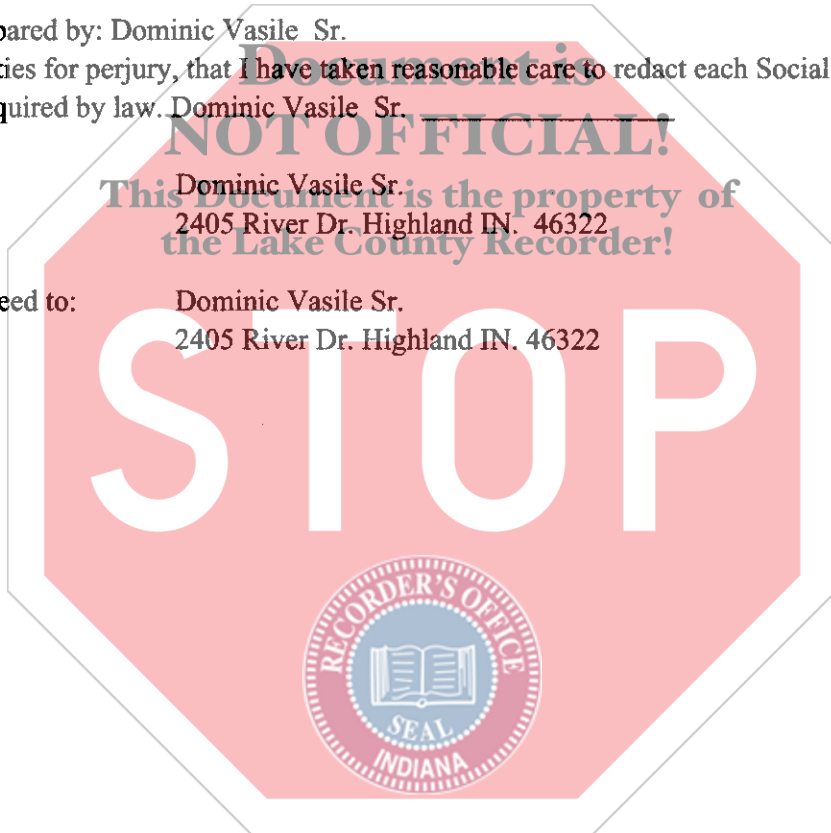 pared by: Dominic Vasile Sr.
Document is
ties for perjury, that I have taken reasonable care to redact each Social
quired by law. Dominic Vasile Sr.
NOT OFFICIAL!
Dominic Vasile Sr.
This Document is the property of
2405 River Dr. Highland IN. 46322
the Lake County Recorder!
eed to: Dominic Vasile Sr.
2405 River Dr. Highland IN. 46322
STOP
RECORDER'S OFFICE
SEAL
INDIANA